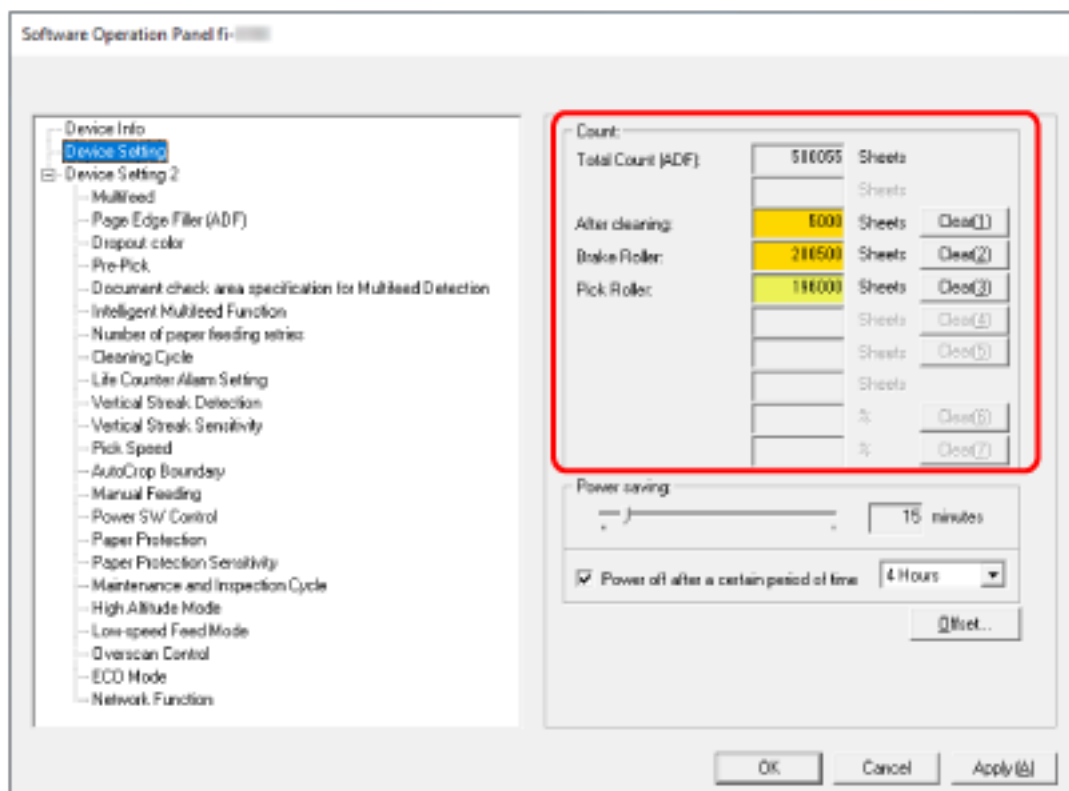 Software Operation Panel fi-
Device Info
Device Setting
Device Setting 2
Multifeed
Page Edge Filler (ADF)
Dropout color
Pre-Pick
Document check area specification for Multifeed Detection
Intelligent Multifeed Function
Number of paper feeding retries
Cleaning Cycle
Life Counter Alarm Setting
Vertical Streak Detection
Vertical Streak Sensitivity
Pick Speed
AutoCrop Boundary
Manual Feeding
Power SW Control
Paper Protection
Paper Protection Sensitivity
Maintenance and Inspection Cycle
High Altitude Mode
Low-speed Feed Mode
Overscan Control
ECO Mode
Network Function
Count:
Total Count (ADF): Sheets
Sheets
After cleaning: 5000 Sheets Clear(1)
Brake Roller: Sheets Clear(2)
Pick Roller: Sheets Clear(3)
Sheets Clear(4)
Sheets Clear(5)
Sheets
% Clear(6)
% Clear(7)
Power saving:
15 minutes
Power off after a certain period of time 4 Hours
Offset...
OK Cancel Apply (A)